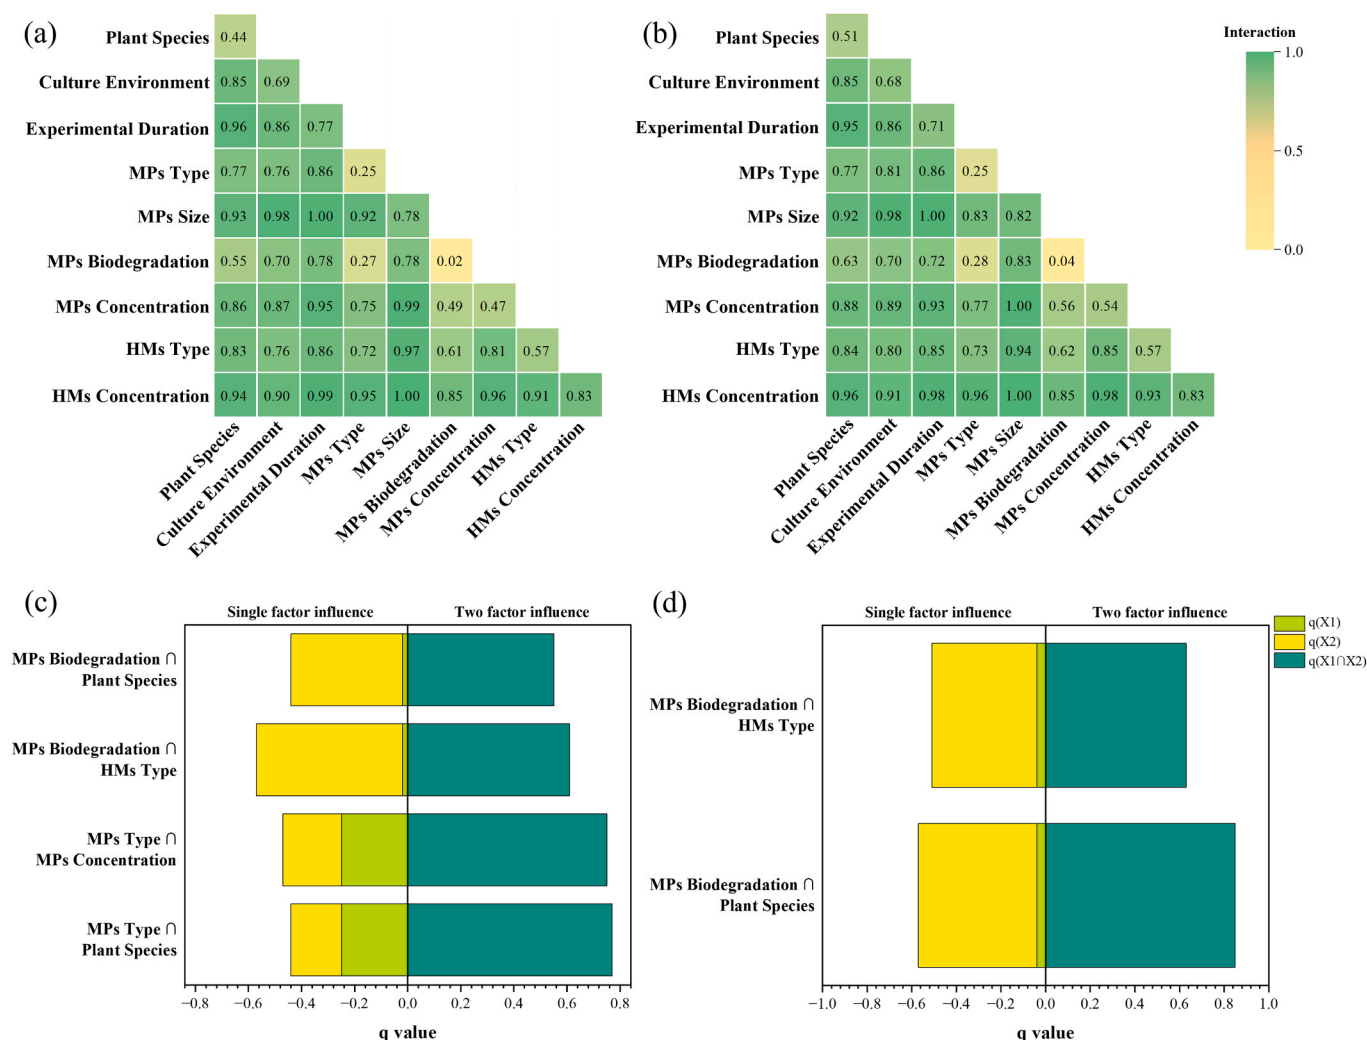 (a)
Plant Species 0.44
Culture Environment 0.85 0.69
Experimental Duration 0.96 0.86 0.77
MPs Type 0.77 0.76 0.86 0.25
MPs Size 0.93 0.98 1.00 0.92 0.78
MPs Biodegradation 0.55 0.70 0.78 0.27 0.78 0.02
MPs Concentration 0.86 0.87 0.95 0.75 0.99 0.49 0.47
HMs Type 0.83 0.76 0.86 0.72 0.97 0.61 0.81 0.57
HMs Concentration 0.94 0.90 0.99 0.95 1.00 0.85 0.96 0.91 0.83
Plant Species
Culture Environment
Experimental Duration
MPs Type
MPs Size
MPs Biodegradation
MPs Concentration
HMs Type
HMs Concentration
(b)
Plant Species 0.51
Culture Environment 0.85 0.68
Experimental Duration 0.95 0.86 0.71
MPs Type 0.77 0.81 0.86 0.25
MPs Size 0.92 0.98 1.00 0.83 0.82
MPs Biodegradation 0.63 0.70 0.72 0.28 0.83 0.04
MPs Concentration 0.88 0.89 0.93 0.77 1.00 0.56 0.54
HMs Type 0.84 0.80 0.85 0.73 0.94 0.62 0.85 0.57
HMs Concentration 0.96 0.91 0.98 0.96 1.00 0.85 0.98 0.93 0.83
Plant Species
Culture Environment
Experimental Duration
MPs Type
MPs Size
MPs Biodegradation
MPs Concentration
HMs Type
HMs Concentration
Interaction
1.0
0.5
0.0
(c)
Single factor influence Two factor influence
MPs Biodegradation ∩
Plant Species
MPs Biodegradation ∩
HMs Type
MPs Type ∩
MPs Concentration
MPs Type ∩
Plant Species
−0.8 −0.6 −0.4 −0.2 0.0 0.2 0.4 0.6 0.8
q value
(d)
Single factor influence Two factor influence
MPs Biodegradation ∩
HMs Type
MPs Biodegradation ∩
Plant Species
−1.0 −0.8 −0.6 −0.4 −0.2 0.0 0.2 0.4 0.6 0.8 1.0
q value
q(X1)
q(X2)
q(X1∩X2)